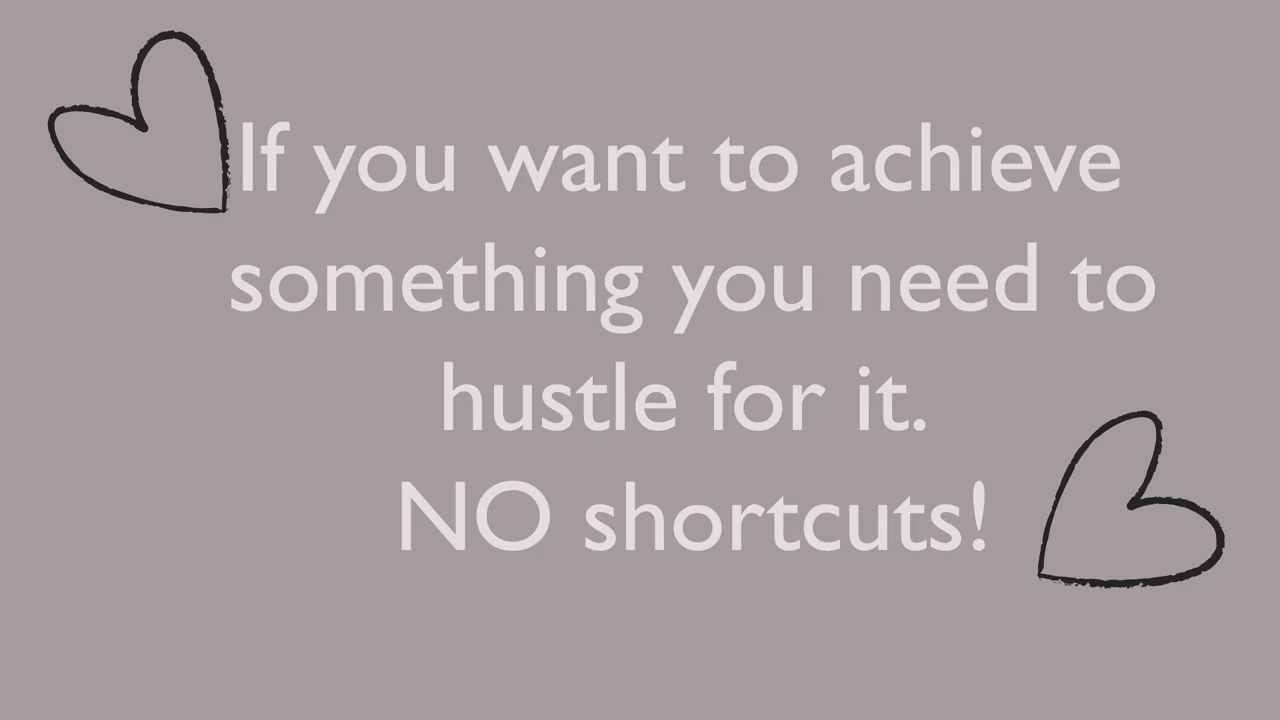 If you want to achieve
something you need to
hustle for it.
NO shortcuts!